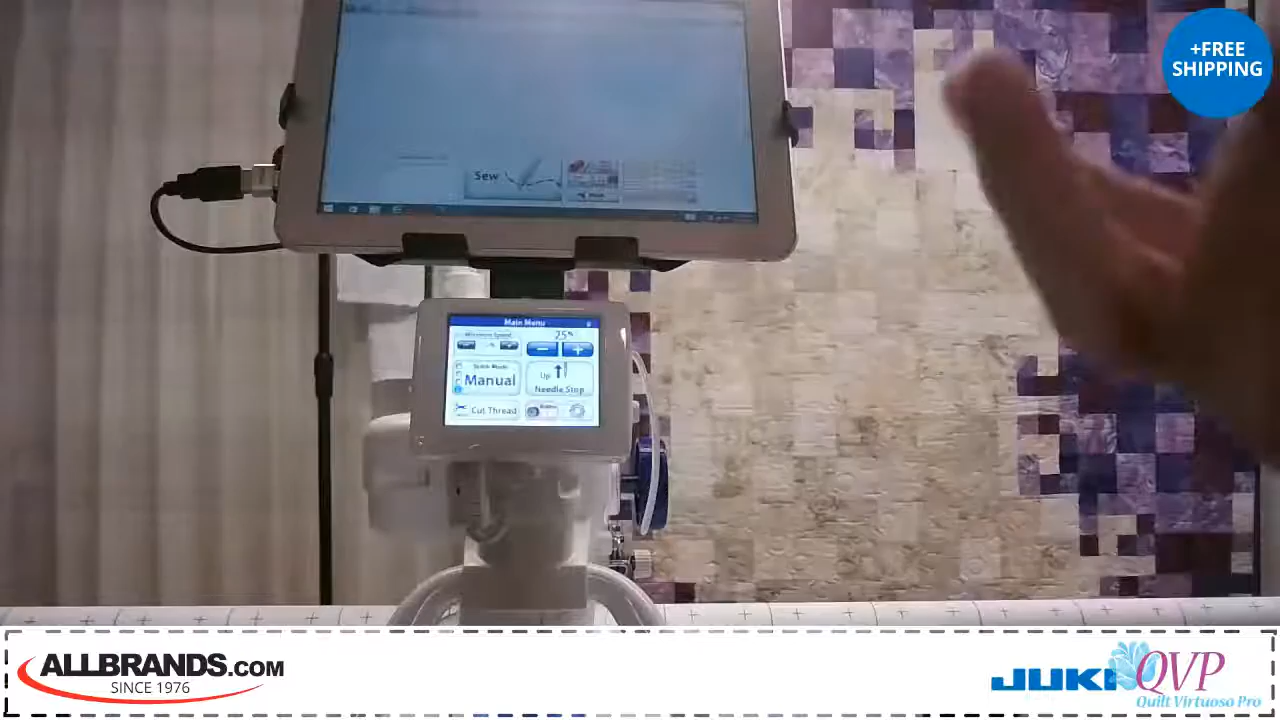 +FREE
SHIPPING
Sew
Main Menu
25%
Manual
Up
Needle Stop
Cut Thread
ALLBRANDS.COM
SINCE 1976
JUKI QVP
Quilt Virtuoso Pro